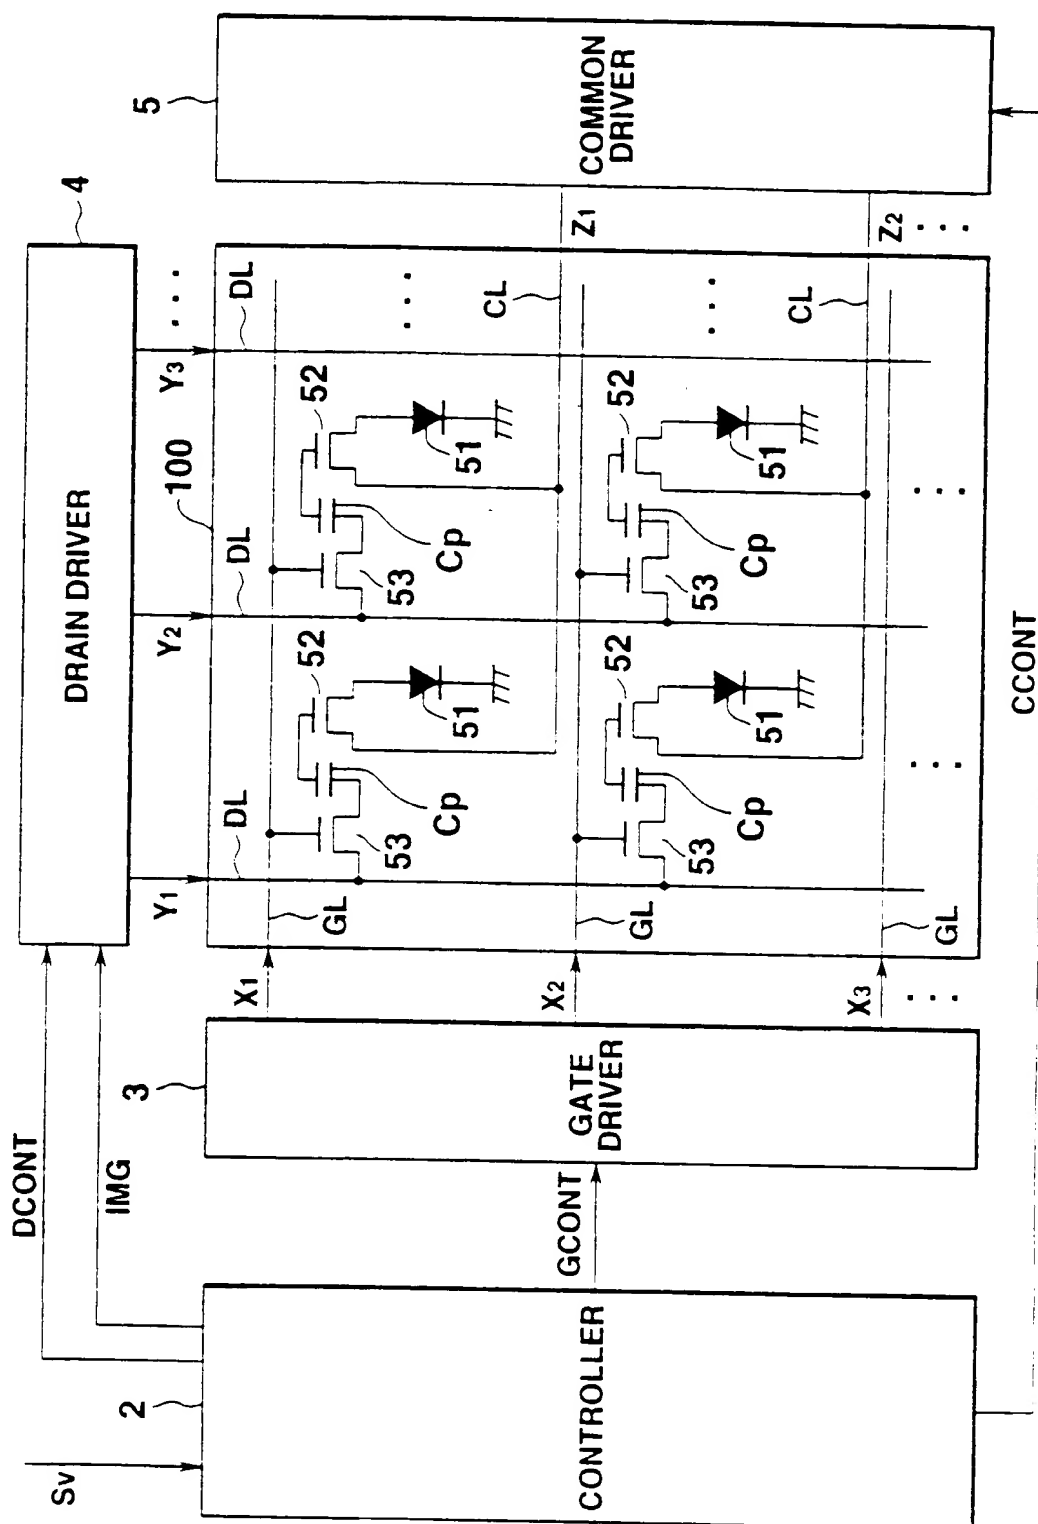 Sv
2
CONTROLLER
DCONT
IMG
GCONT
3
GATE
DRIVER
DRAIN DRIVER
4
5
COMMON
DRIVER
CCONT
100
X1
X2
X3
...
Y1
Y2
Y3
...
Z1
Z2
...
DL
DL
DL
GL
GL
GL
CL
CL
53
Cp
52
51
53
Cp
52
51
...
53
Cp
52
51
53
Cp
52
51
...
...
...